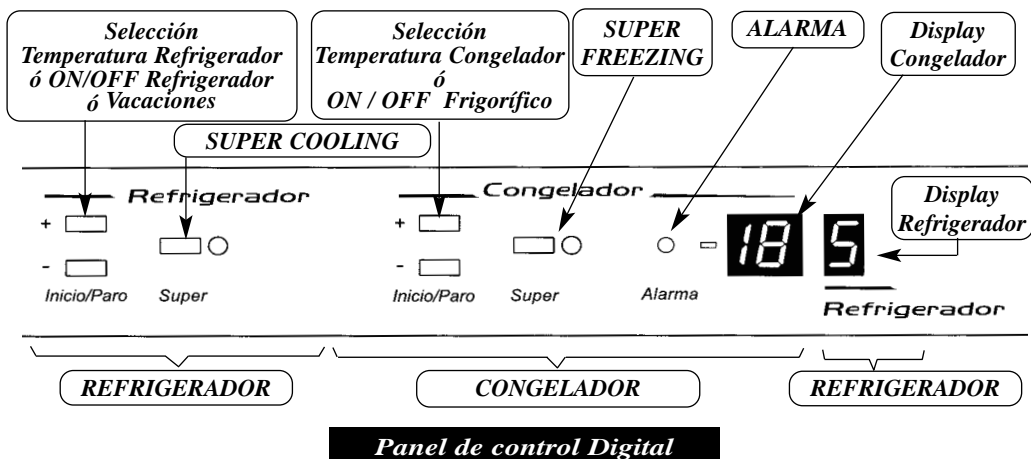 Selección
Temperatura Refrigerador
ó ON/OFF Refrigerador
ó Vacaciones
Selección
Temperatura Congelador
ó
ON / OFF Frigorífico
SUPER
FREEZING
ALARMA
Display
Congelador
SUPER COOLING
Refrigerador
Congelador
Display
Refrigerador
+
+
- 18
5
-
-
Inicio/Paro
Super
Inicio/Paro
Super
Alarma
Refrigerador
REFRIGERADOR
CONGELADOR
REFRIGERADOR
Panel de control Digital